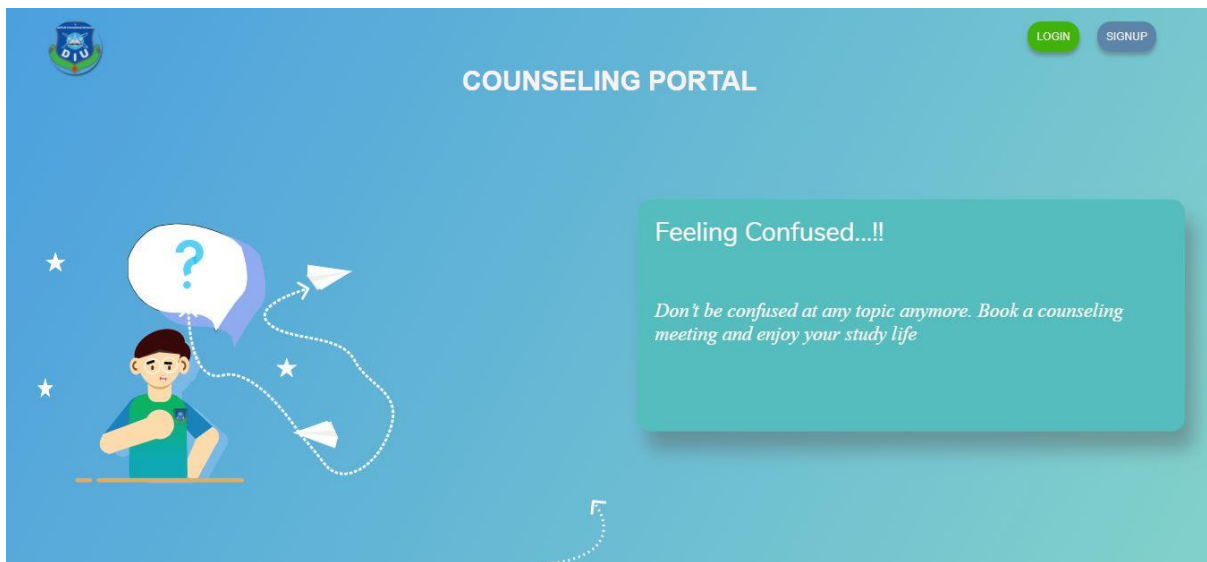 DIU
LOGIN
SIGNUP
COUNSELING PORTAL
?
Feeling Confused...!!
Don't be confused at any topic anymore. Book a counseling
meeting and enjoy your study life